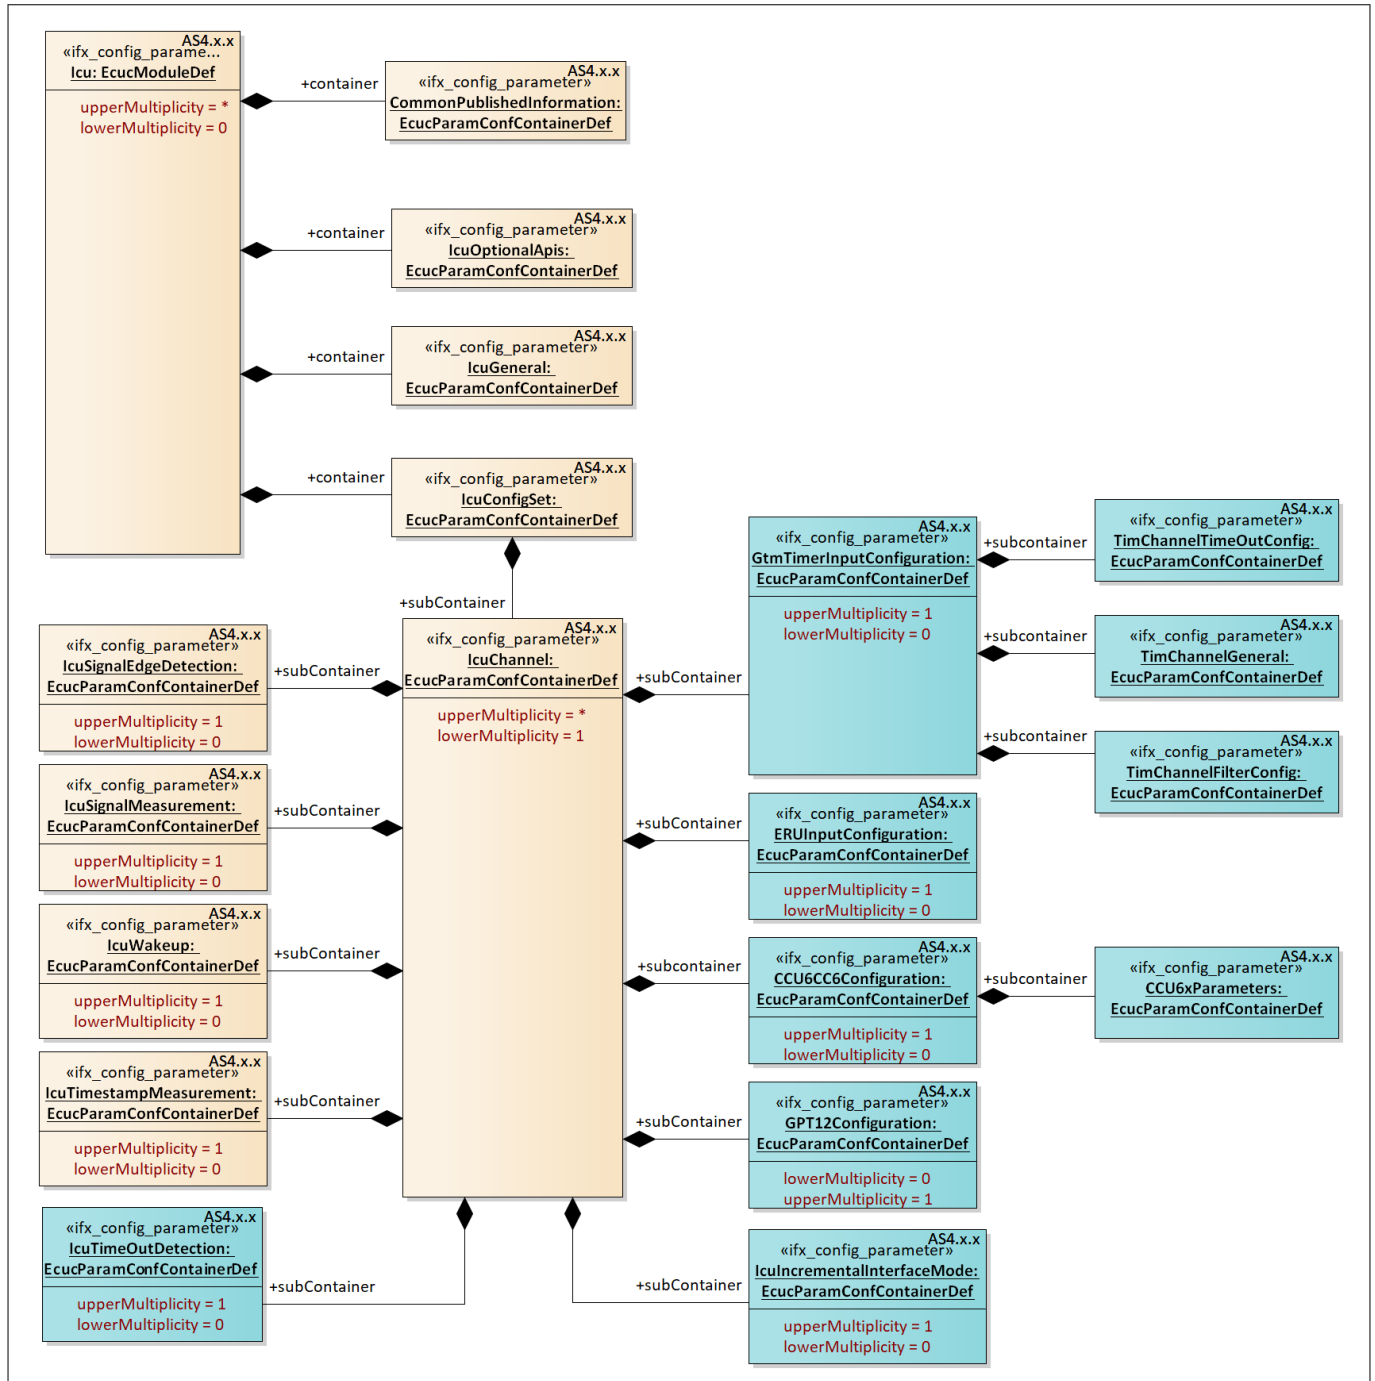 AS4.x.x
«ifx_config_parame...
Icu: EcucModuleDef
upperMultiplicity = *
lowerMultiplicity = 0
+container
AS4.x.x
«ifx_config_parameter»
CommonPublishedInformation:
EcucParamConfContainerDef
+container
AS4.x.x
«ifx_config_parameter»
IcuOptionalApis:
EcucParamConfContainerDef
+container
AS4.x.x
«ifx_config_parameter»
IcuGeneral:
EcucParamConfContainerDef
+container
AS4.x.x
«ifx_config_parameter»
IcuConfigSet:
EcucParamConfContainerDef
+subContainer
AS4.x.x
«ifx_config_parameter»
IcuChannel:
EcucParamConfContainerDef
upperMultiplicity = *
lowerMultiplicity = 1
AS4.x.x
«ifx_config_parameter»
IcuSignalEdgeDetection:
EcucParamConfContainerDef
upperMultiplicity = 1
lowerMultiplicity = 0
+subContainer
AS4.x.x
«ifx_config_parameter»
IcuSignalMeasurement:
EcucParamConfContainerDef
upperMultiplicity = 1
lowerMultiplicity = 0
+subContainer
AS4.x.x
«ifx_config_parameter»
IcuWakeup:
EcucParamConfContainerDef
upperMultiplicity = 1
lowerMultiplicity = 0
+subContainer
AS4.x.x
«ifx_config_parameter»
IcuTimestampMeasurement:
EcucParamConfContainerDef
upperMultiplicity = 1
lowerMultiplicity = 0
+subContainer
AS4.x.x
«ifx_config_parameter»
IcuTimeOutDetection:
EcucParamConfContainerDef
upperMultiplicity = 1
lowerMultiplicity = 0
+subContainer
+subContainer
AS4.x.x
«ifx_config_parameter»
GtmTimerInputConfiguration:
EcucParamConfContainerDef
upperMultiplicity = 1
lowerMultiplicity = 0
+subcontainer
AS4.x.x
«ifx_config_parameter»
TimChannelTimeOutConfig:
EcucParamConfContainerDef
+subcontainer
AS4.x.x
«ifx_config_parameter»
TimChannelGeneral:
EcucParamConfContainerDef
+subcontainer
AS4.x.x
«ifx_config_parameter»
TimChannelFilterConfig:
EcucParamConfContainerDef
+subContainer
AS4.x.x
«ifx_config_parameter»
ERUInputConfiguration:
EcucParamConfContainerDef
upperMultiplicity = 1
lowerMultiplicity = 0
+subcontainer
AS4.x.x
«ifx_config_parameter»
CCU6CC6Configuration:
EcucParamConfContainerDef
upperMultiplicity = 1
lowerMultiplicity = 0
+subcontainer
AS4.x.x
«ifx_config_parameter»
CCU6xParameters:
EcucParamConfContainerDef
+subContainer
AS4.x.x
«ifx_config_parameter»
GPT12Configuration:
EcucParamConfContainerDef
lowerMultiplicity = 0
upperMultiplicity = 1
+subContainer
AS4.x.x
«ifx_config_parameter»
IcuIncrementalInterfaceMode:
EcucParamConfContainerDef
upperMultiplicity = 1
lowerMultiplicity = 0